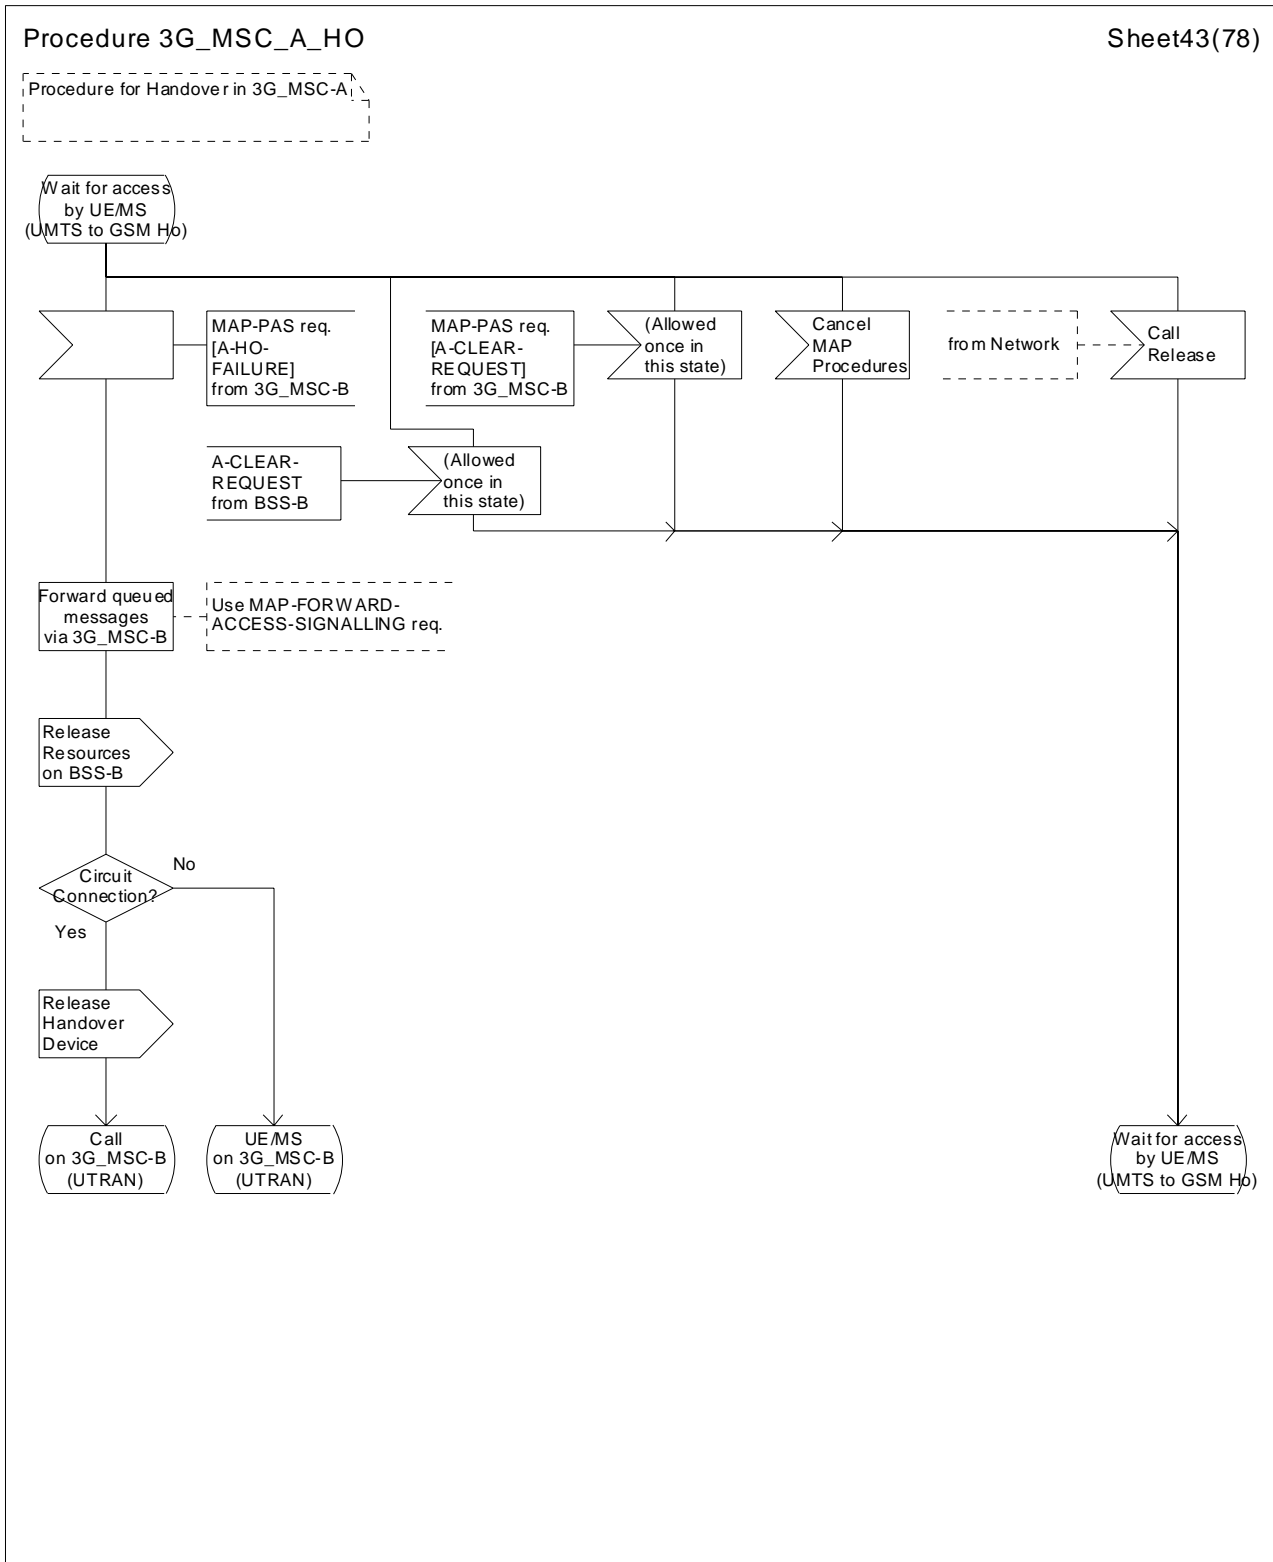 Procedure 3G_MSC_A_HO
Sheet43(78)
Procedure for Handover in 3G_MSC-A
Wait for access
by UE/MS
(UMTS to GSM Ho)
MAP-PAS req.
[A-HO-
FAILURE]
from 3G_MSC-B
MAP-PAS req.
[A-CLEAR-
REQUEST]
from 3G_MSC-B
(Allowed
once in
this state)
Cancel
MAP
Procedures
from Network
Call
Release
A-CLEAR-
REQUEST
from BSS-B
(Allowed
once in
this state)
Forward queued
messages
via 3G_MSC-B
Use MAP-FORWARD-
ACCESS-SIGNALLING req.
Release
Resources
on BSS-B
Circuit
Connection?
No
Yes
Release
Handover
Device
Call
on 3G_MSC-B
(UTRAN)
UE/MS
on 3G_MSC-B
(UTRAN)
Wait for access
by UE/MS
(UMTS to GSM Ho)